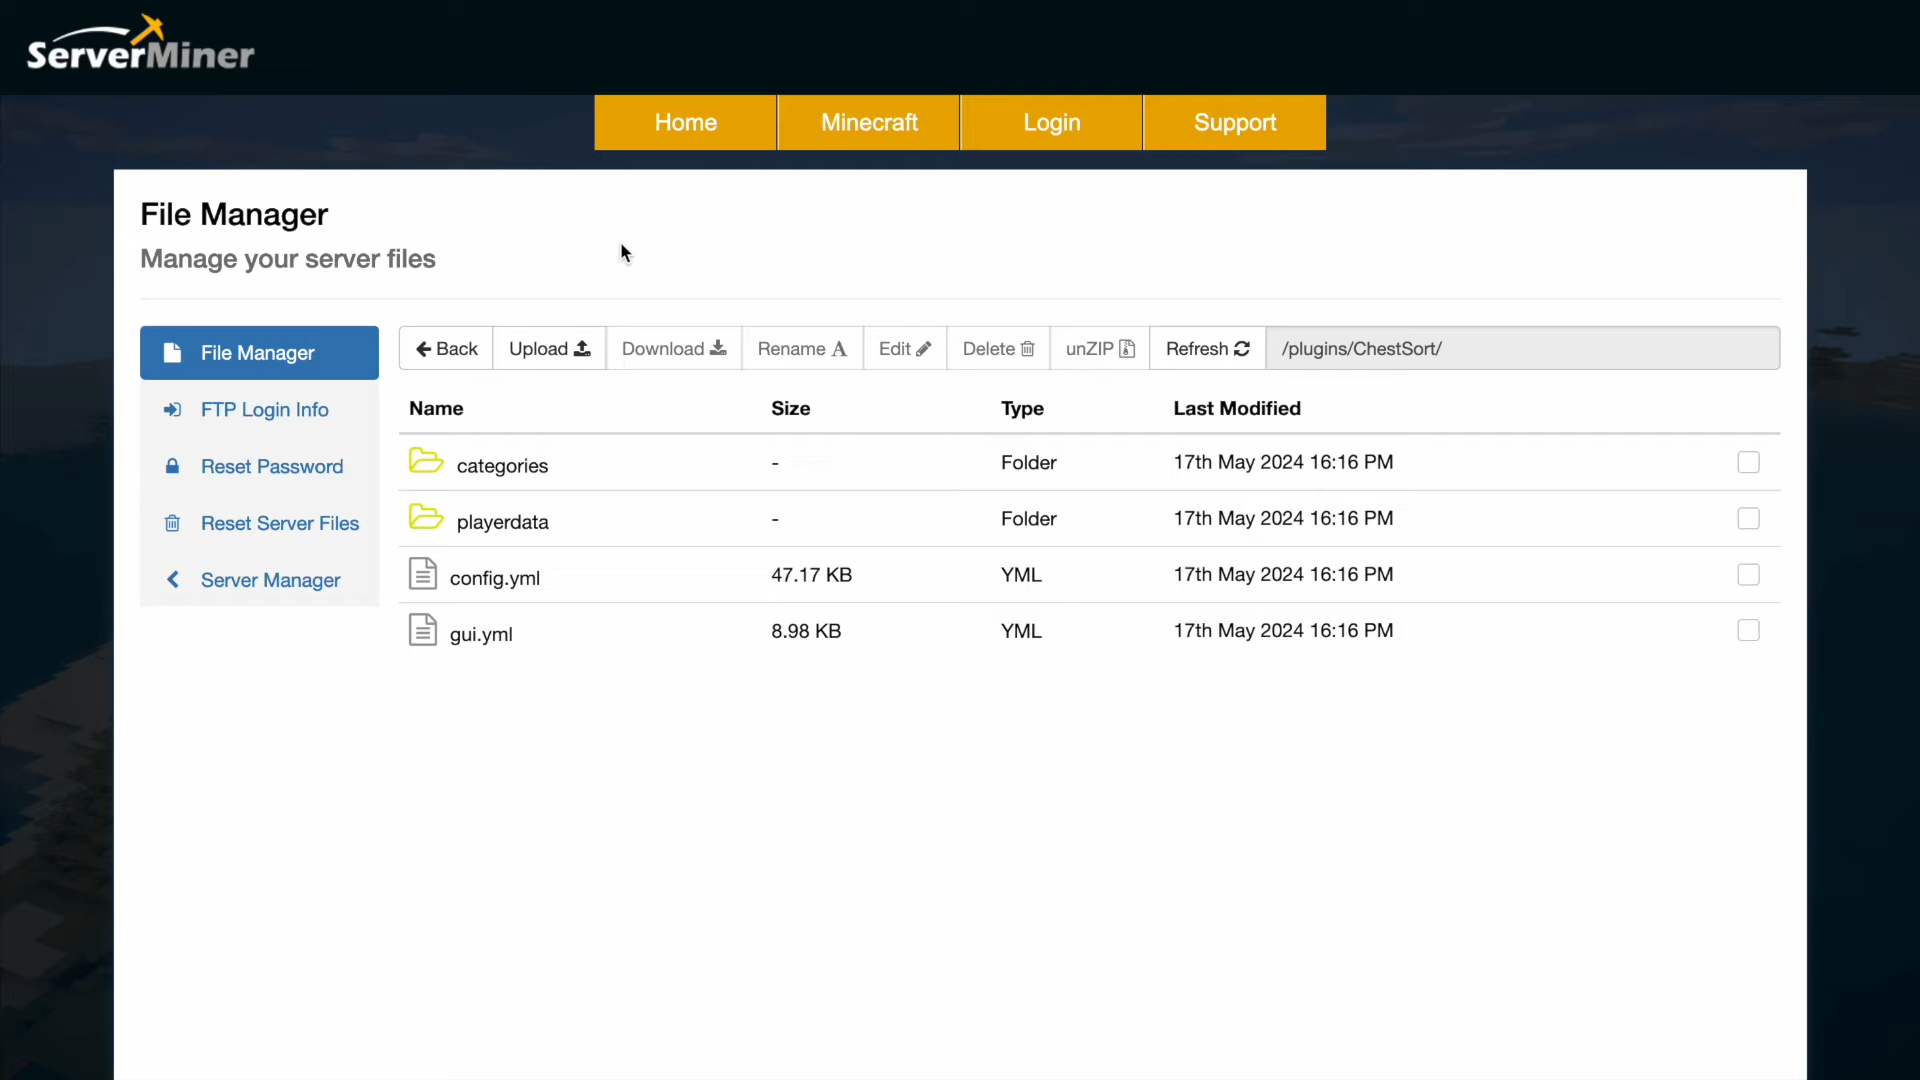 ServerMiner
Home Minecraft Login Support
File Manager
Manage your server files
File Manager
FTP Login Info
Reset Password
Reset Server Files
Server Manager
Back Upload Download Rename Edit Delete unZIP Refresh /plugins/ChestSort/
Name Size Type Last Modified
categories - Folder 17th May 2024 16:16 PM
playerdata - Folder 17th May 2024 16:16 PM
config.yml 47.17 KB YML 17th May 2024 16:16 PM
gui.yml 8.98 KB YML 17th May 2024 16:16 PM